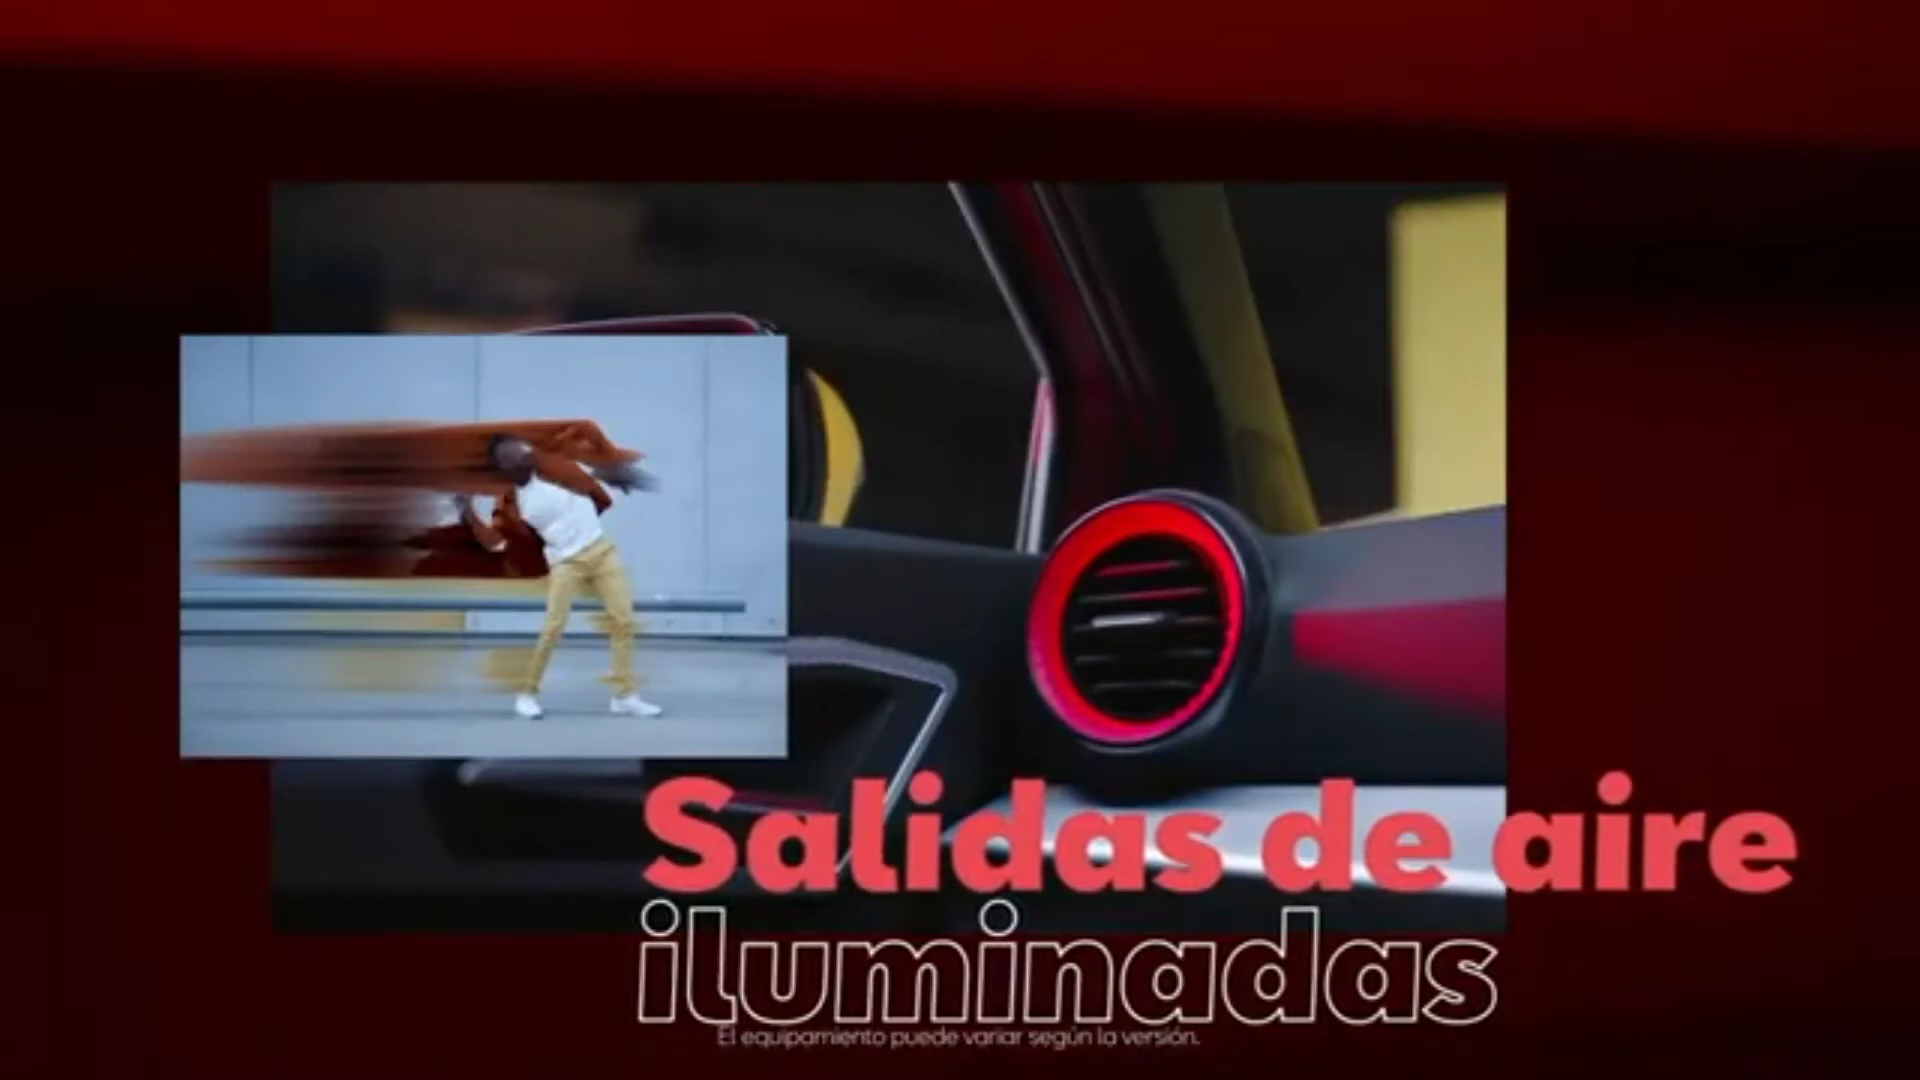 Salidas de aire
iluminadas
El equipamiento puede variar según la versión.